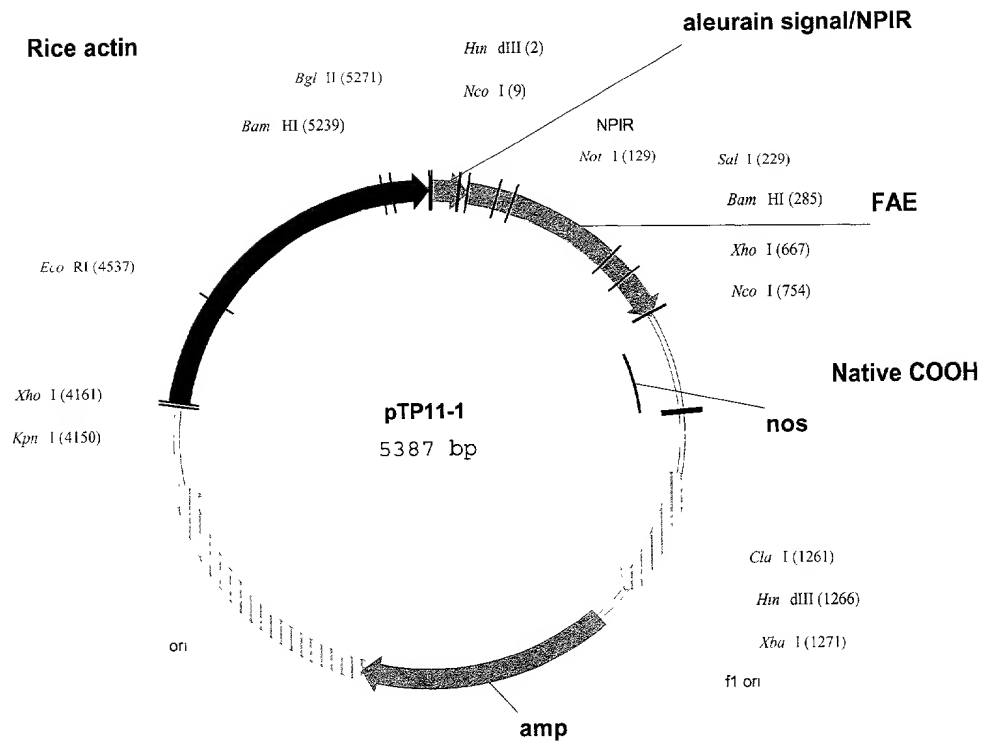 aleurain signal/NPIR
Rice actin
Hin dIII (2)
Bgl II (5271)
Nco I (9)
Bam HI (5239)
NPIR
Not I (129)
Sal I (229)
Bam HI (285)
FAE
Xho I (667)
Eco RI (4537)
Nco I (754)
Native COOH
Xho I (4161)
pTP11-1
nos
Kpn I (4150)
5387 bp
Cla I (1261)
Hin dIII (1266)
Xba I (1271)
ori
f1 ori
amp